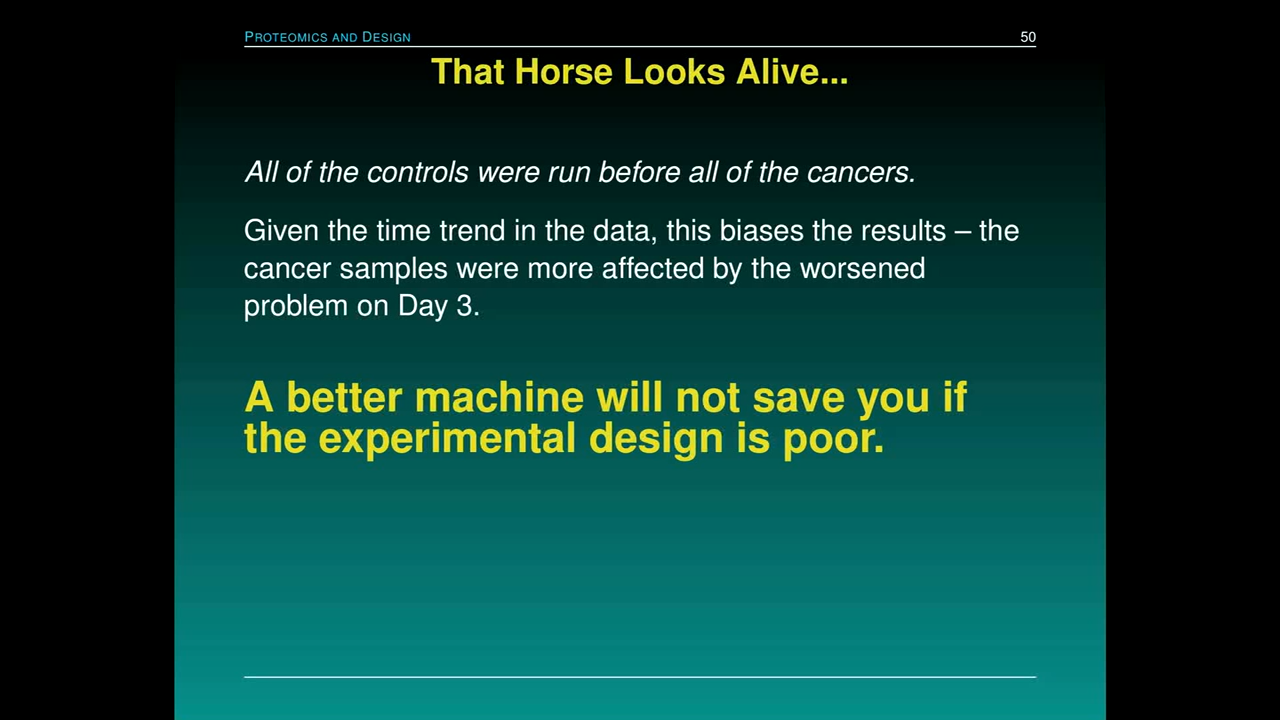 PROTEOMICS AND DESIGN 50
That Horse Looks Alive...
All of the controls were run before all of the cancers.
Given the time trend in the data, this biases the results – the
cancer samples were more affected by the worsened
problem on Day 3.
A better machine will not save you if
the experimental design is poor.